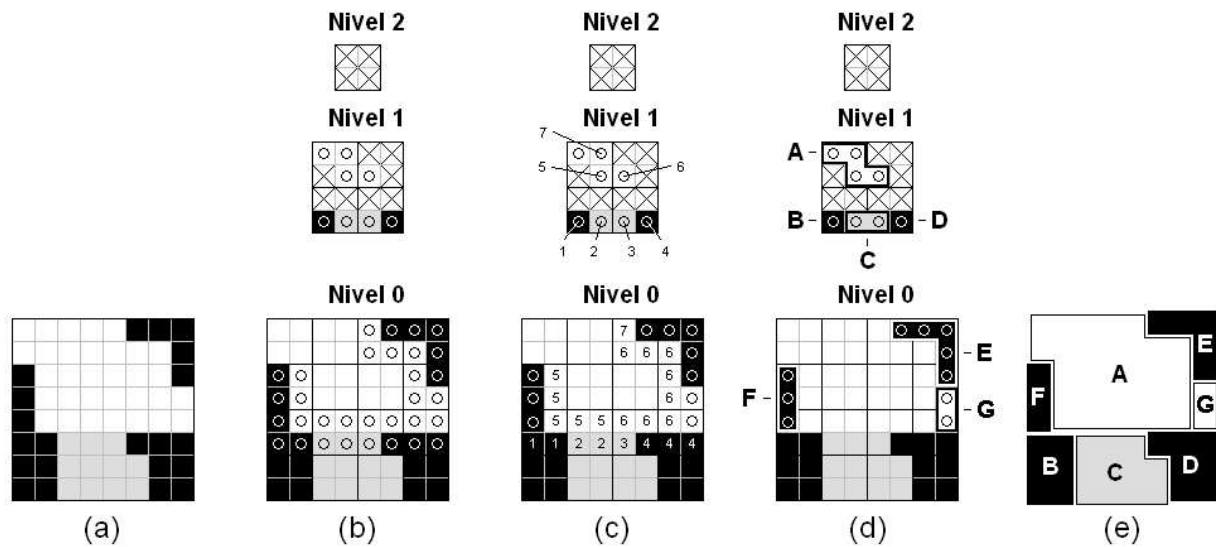 Nivel 2 Nivel 2 Nivel 2
Nivel 1 Nivel 1 Nivel 1
7
A
5 6
B D
1 2 3 4
C
Nivel 0 Nivel 0 Nivel 0
7
6 6 6
E E
5 6
A
5 6
F G F G
5 5 5 6 6 6
1 1 2 2 3 4 4 4
B C D
(a) (b) (c) (d) (e)